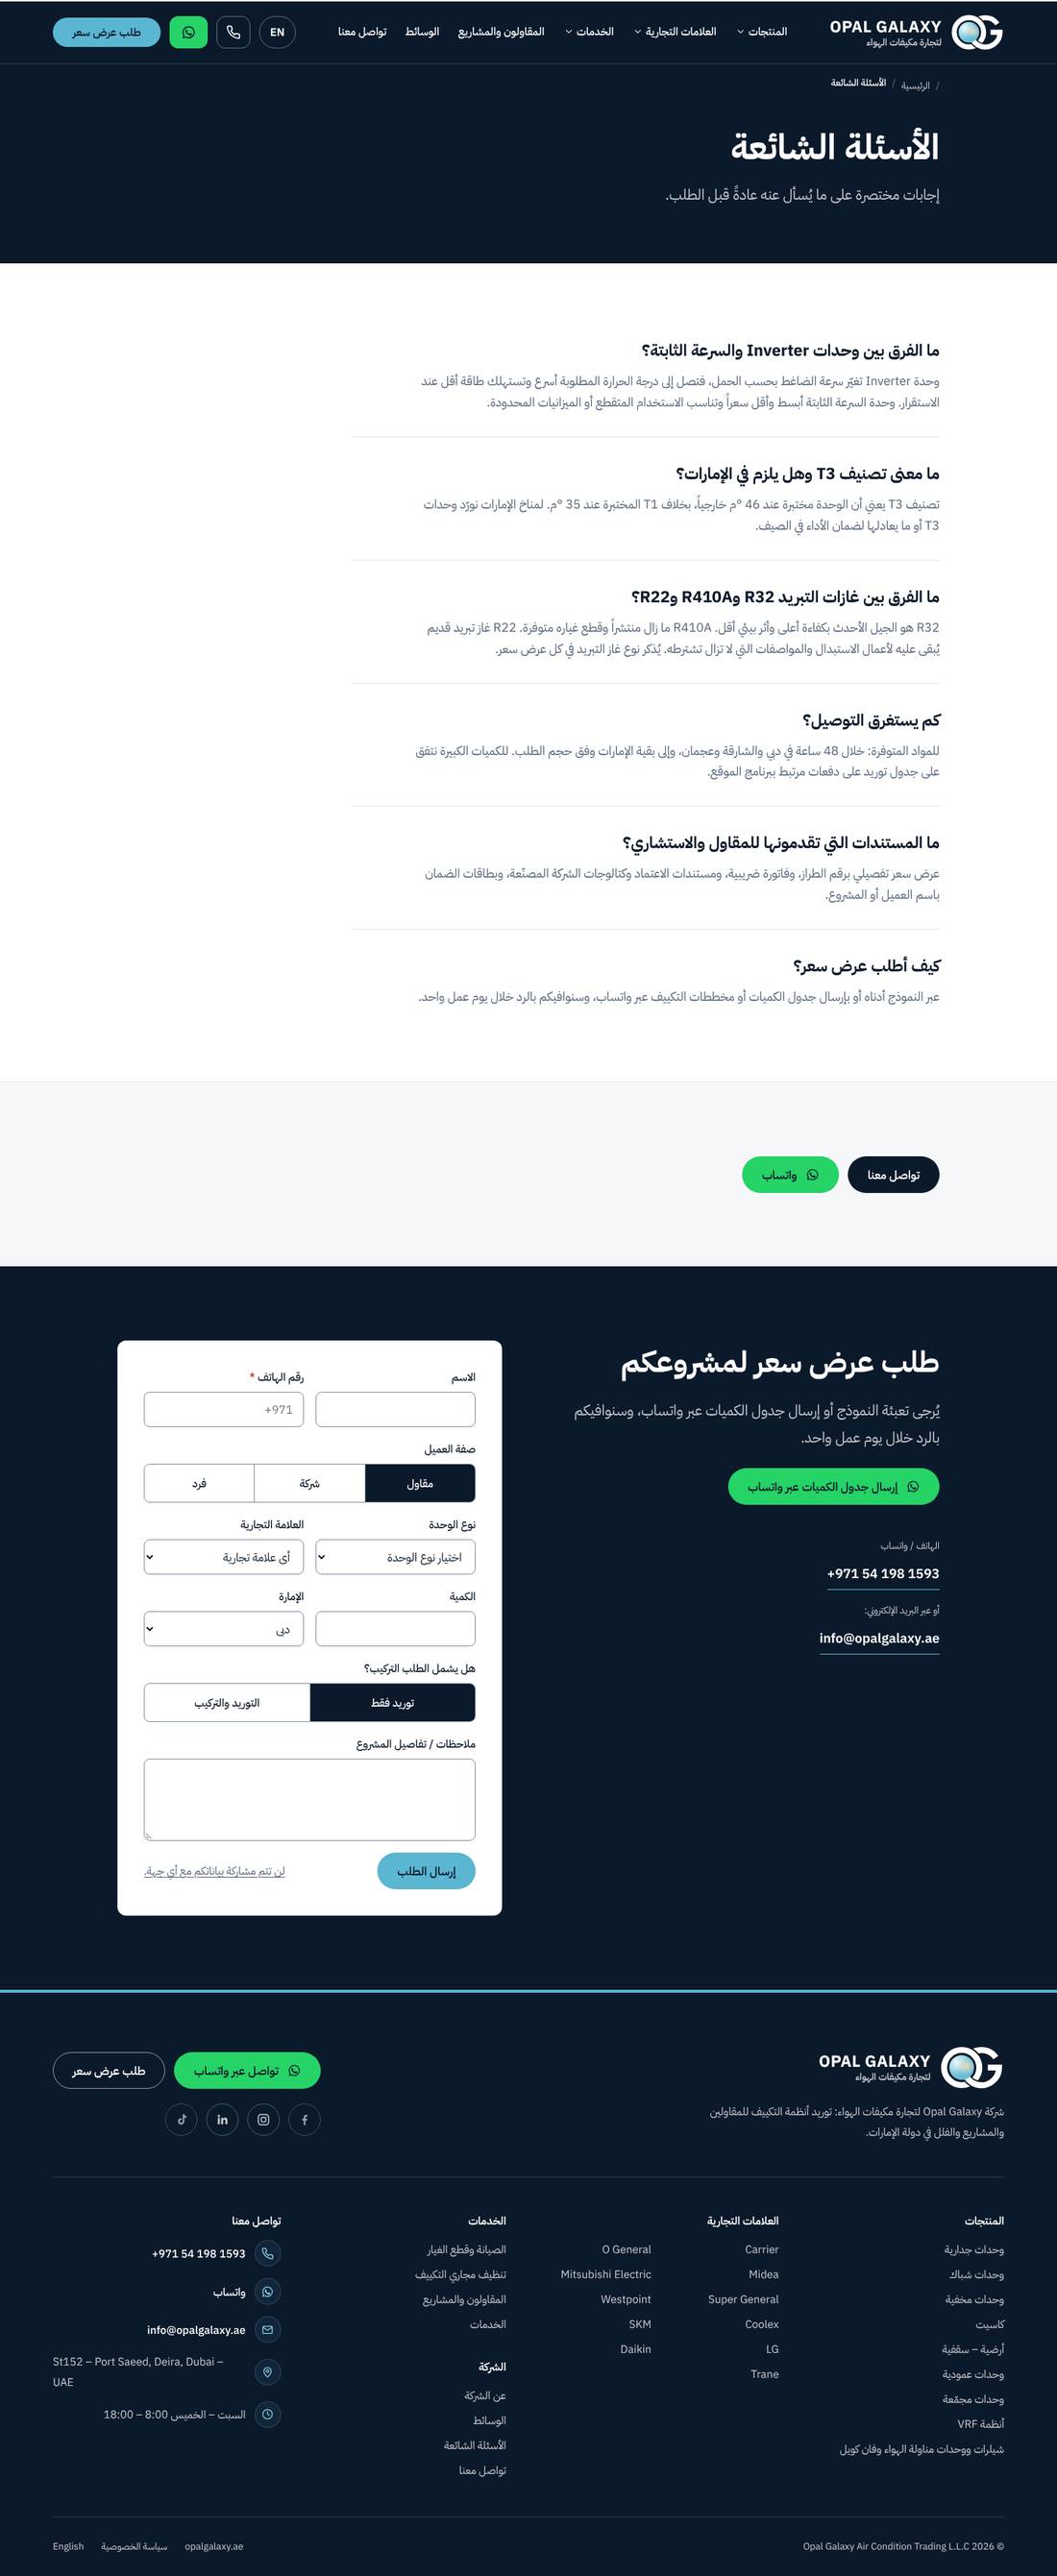 OPAL GALAXY
لتجارة مكيفات الهواء
المنتجات
العلامات التجارية
الخدمات
المقاولون والمشاريع
الوسائط
تواصل معنا
EN
طلب عرض سعر
/ الرئيسية / الأسئلة الشائعة
الأسئلة الشائعة
إجابات مختصرة على ما يُسأل عنه عادةً قبل الطلب.
ما الفرق بين وحدات Inverter والسرعة الثابتة؟
وحدة Inverter تغيّر سرعة الضاغط بحسب الحمل، فتصل إلى درجة الحرارة المطلوبة أسرع وتستهلك طاقة أقل عند
الاستقرار. وحدة السرعة الثابتة أبسط وأقل سعراً وتناسب الاستخدام المتقطع أو الميزانيات المحدودة.
ما معنى تصنيف T3 وهل يلزم في الإمارات؟
تصنيف T3 يعني أن الوحدة مختبرة عند 46 °م خارجياً، بخلاف T1 المختبرة عند 35 °م. لمناخ الإمارات نورّد وحدات
T3 أو ما يعادلها لضمان الأداء في الصيف.
ما الفرق بين غازات التبريد R32 وR410A وR22؟
R32 هو الجيل الأحدث بكفاءة أعلى وأثر بيئي أقل. R410A ما زال منتشراً وقطع غياره متوفرة. R22 غاز تبريد قديم
يُبقى عليه لأعمال الاستبدال والمواصفات التي لا تزال تشترطه. يُذكر نوع غاز التبريد في كل عرض سعر.
كم يستغرق التوصيل؟
للمواد المتوفرة: خلال 48 ساعة في دبي والشارقة وعجمان، وإلى بقية الإمارات وفق حجم الطلب. للكميات الكبيرة نتفق
على جدول توريد على دفعات مرتبط ببرنامج الموقع.
ما المستندات التي تقدمونها للمقاول والاستشاري؟
عرض سعر تفصيلي برقم الطراز، وفاتورة ضريبية، ومستندات الاعتماد وكتالوجات الشركة المصنّعة، وبطاقات الضمان
باسم العميل أو المشروع.
كيف أطلب عرض سعر؟
عبر النموذج أدناه أو بإرسال جدول الكميات أو مخططات التكييف عبر واتساب، وسنوافيكم بالرد خلال يوم عمل واحد.
تواصل معنا
واتساب
طلب عرض سعر لمشروعكم
يُرجى تعبئة النموذج أو إرسال جدول الكميات عبر واتساب، وسنوافيكم
بالرد خلال يوم عمل واحد.
إرسال جدول الكميات عبر واتساب
الهاتف / واتساب
+971 54 198 1593
أو عبر البريد الإلكتروني:
info@opalgalaxy.ae
الاسم
رقم الهاتف *
+971
صفة العميل
مقاول
شركة
فرد
نوع الوحدة
العلامة التجارية
اختيار نوع الوحدة
أي علامة تجارية
الكمية
الإمارة
دبي
هل يشمل الطلب التركيب؟
توريد فقط
التوريد والتركيب
ملاحظات / تفاصيل المشروع
إرسال الطلب
لن تتم مشاركة بياناتكم مع أي جهة.
OPAL GALAXY
لتجارة مكيفات الهواء
شركة Opal Galaxy لتجارة مكيفات الهواء: توريد أنظمة التكييف للمقاولين
والمشاريع والفلل في دولة الإمارات.
تواصل عبر واتساب
طلب عرض سعر
المنتجات
وحدات جدارية
وحدات شباك
وحدات مخفية
كاسيت
أرضية – سقفية
وحدات عمودية
وحدات مجمّعة
أنظمة VRF
شيلرات ووحدات مناولة الهواء وفان كويل
العلامات التجارية
Carrier
Midea
Super General
Coolex
LG
Trane
O General
Mitsubishi Electric
Westpoint
SKM
Daikin
الخدمات
الصيانة وقطع الغيار
تنظيف مجاري التكييف
المقاولون والمشاريع
الخدمات
الشركة
عن الشركة
الوسائط
الأسئلة الشائعة
تواصل معنا
تواصل معنا
+971 54 198 1593
واتساب
info@opalgalaxy.ae
St152 – Port Saeed, Deira, Dubai –
UAE
السبت – الخميس 8:00 – 18:00
© 2026 Opal Galaxy Air Condition Trading L.L.C
opalgalaxy.ae
سياسة الخصوصية
English